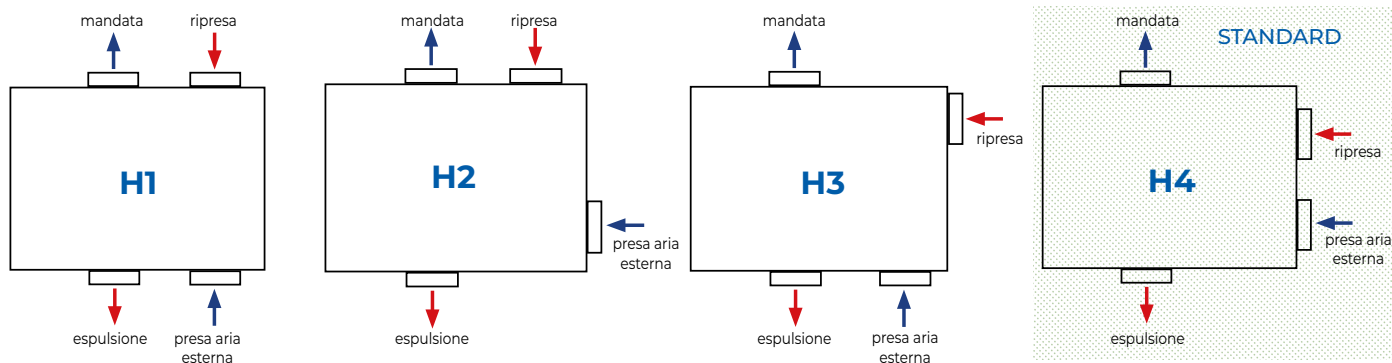 mandata
ripresa
H1
espulsione
presa aria
esterna
mandata
ripresa
H2
presa aria
esterna
espulsione
mandata
ripresa
H3
espulsione
presa aria
esterna
mandata
STANDARD
ripresa
H4
presa aria
esterna
espulsione